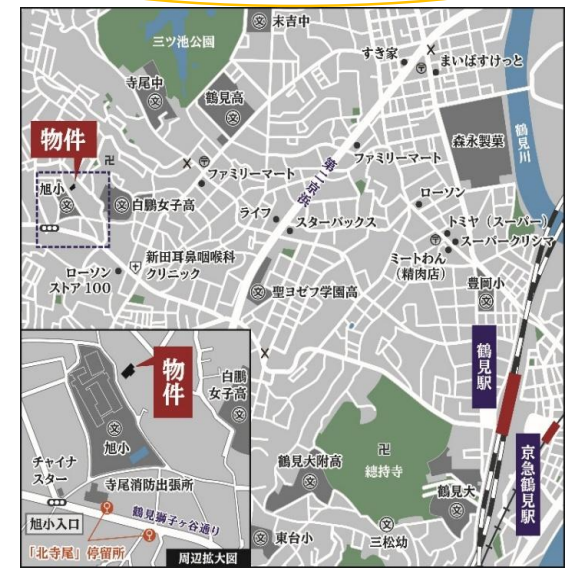 末吉中
三ツ池公園
すき家
まいばすけっと
寺尾中
鶴見高
森永製菓
鶴見川
物件
第二京浜
ファミリーマート
ファミリーマート
旭小
白鵬女子高
ローソン
ライフ
スターバックス
トミヤ（スーパー）
スーパークリシマ
ミートわん
（精肉店）
新田耳鼻咽喉科
クリニック
ローソン
ストア100
聖ヨゼフ学園高
豊岡小
鶴見駅
京急鶴見駅
鶴見大附高
總持寺
鶴見大
東台小
三松幼
物件
白鵬
女子高
旭小
チャイナ
スター
寺尾消防出張所
鶴見獅子ヶ谷通り
旭小入口
「北寺尾」停留所
周辺拡大図